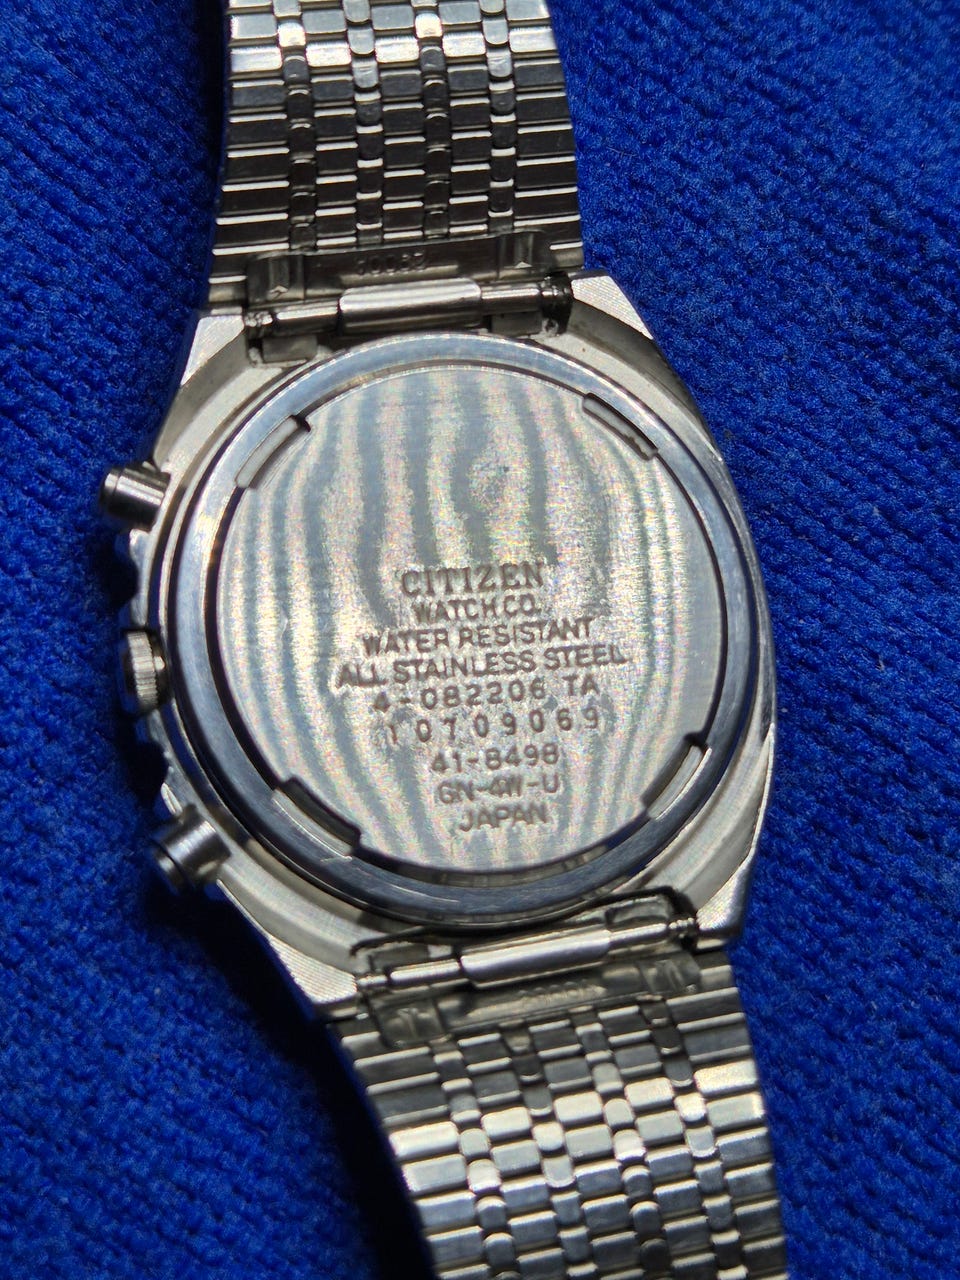 CITIZEN
WATCH CO.
WATER RESISTANT
ALL STAINLESS STEEL
4-082206 TA
10709069
41-8498
GN-4W-U
JAPAN